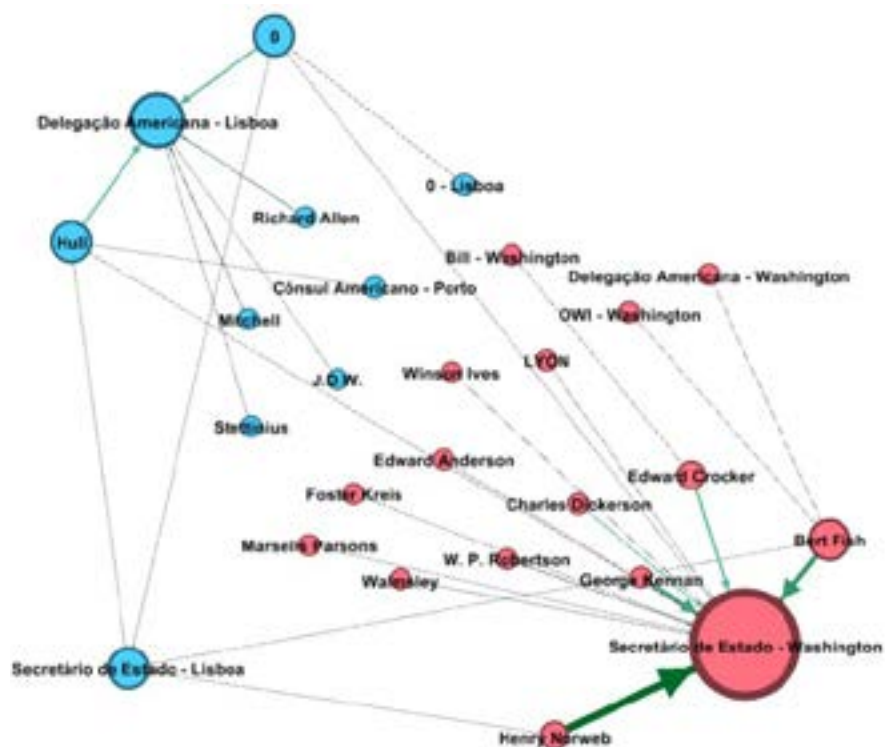 0
Delegação Americana - Lisboa
0 - Lisboa
Richard Allen
Hull
Bill - Washington
Delegação Americana - Washington
Cônsul Americano - Porto
OWI - Washington
Mitchell
LYON
Winson Ives
J.D W.
Stettinius
Edward Anderson
Edward Crocker
Foster Kreis
Charles Dickerson
Bert Fish
Marselis Parsons
W. P. Robertson
Walmsley
George Kennan
Secretário de Estado - Washington
Secretário de Estado - Lisboa
Henry Norweb